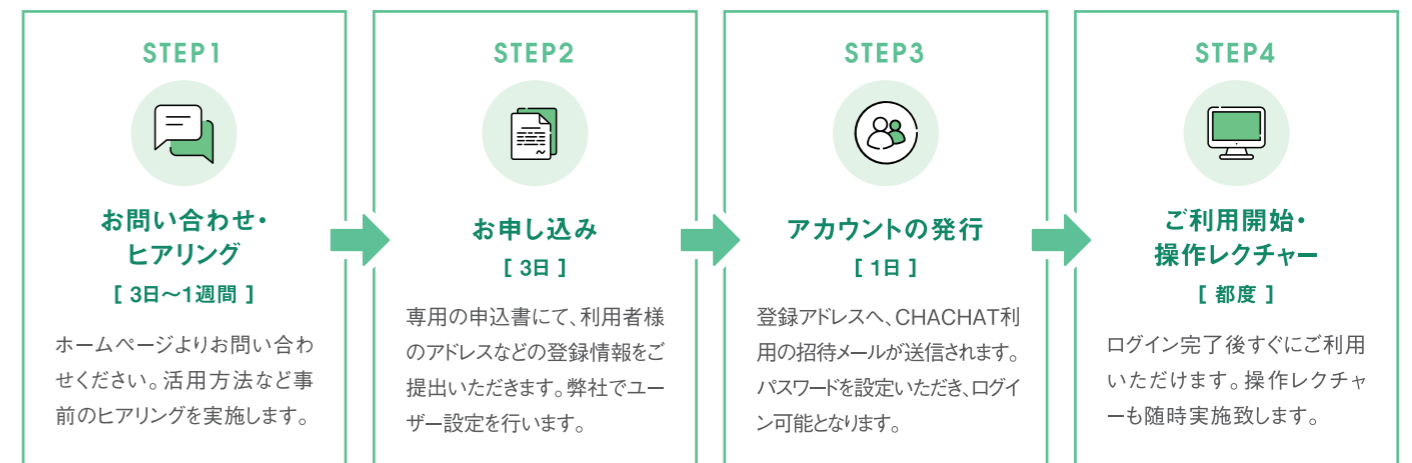 STEP1
お問い合わせ・
ヒアリング
[ 3日～1週間 ]
ホームページよりお問い合わ
せください。活用方法など事
前のヒアリングを実施します。
STEP2
お申し込み
[ 3日 ]
専用の申込書にて、利用者様
のアドレスなどの登録情報をご
提出いただきます。弊社でユー
ザー設定を行います。
STEP3
アカウントの発行
[ 1日 ]
登録アドレスへ、CHACHAT利
用の招待メールが送信されます。
パスワードを設定いただき、ログイ
ン可能となります。
STEP4
ご利用開始・
操作レクチャー
[ 都度 ]
ログイン完了後すぐにご利用
いただけます。操作レクチャ
ーも随時実施致します。